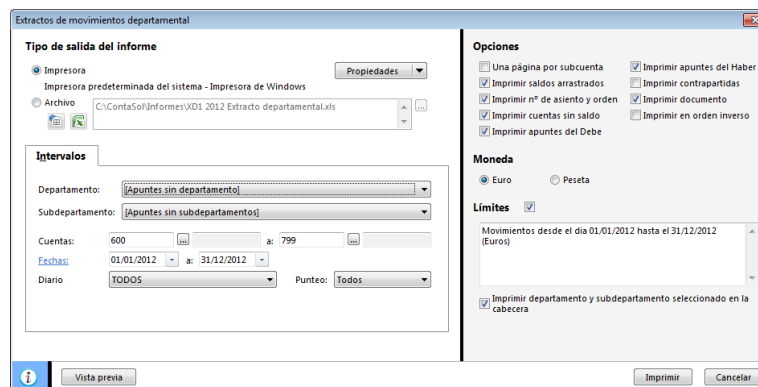 Extractos de movimientos departamental
Tipo de salida del informe
Impresora
Propiedades
Impresora predeterminada del sistema - Impresora de Windows
Archivo
C:\ContaSol\Informes\XD1 2012 Extracto departamental.xls
Intervalos
Departamento: [Apuntes sin departamento]
Subdepartamento: [Apuntes sin subdepartamentos]
Cuentas: 600 ... a: 799 ...
Fechas: 01/01/2012 a: 31/12/2012
Diario TODOS Punteo: Todos
Opciones
Una página por subcuenta
Imprimir apuntes del Haber
Imprimir saldos arrastrados
Imprimir contrapartidas
Imprimir nº de asiento y orden
Imprimir documento
Imprimir cuentas sin saldo
Imprimir en orden inverso
Imprimir apuntes del Debe
Moneda
Euro Peseta
Límites
Movimientos desde el dia 01/01/2012 hasta el 31/12/2012
(Euros)
Imprimir departamento y subdepartamento seleccionado en la
cabecera
Vista previa
Imprimir
Cancelar